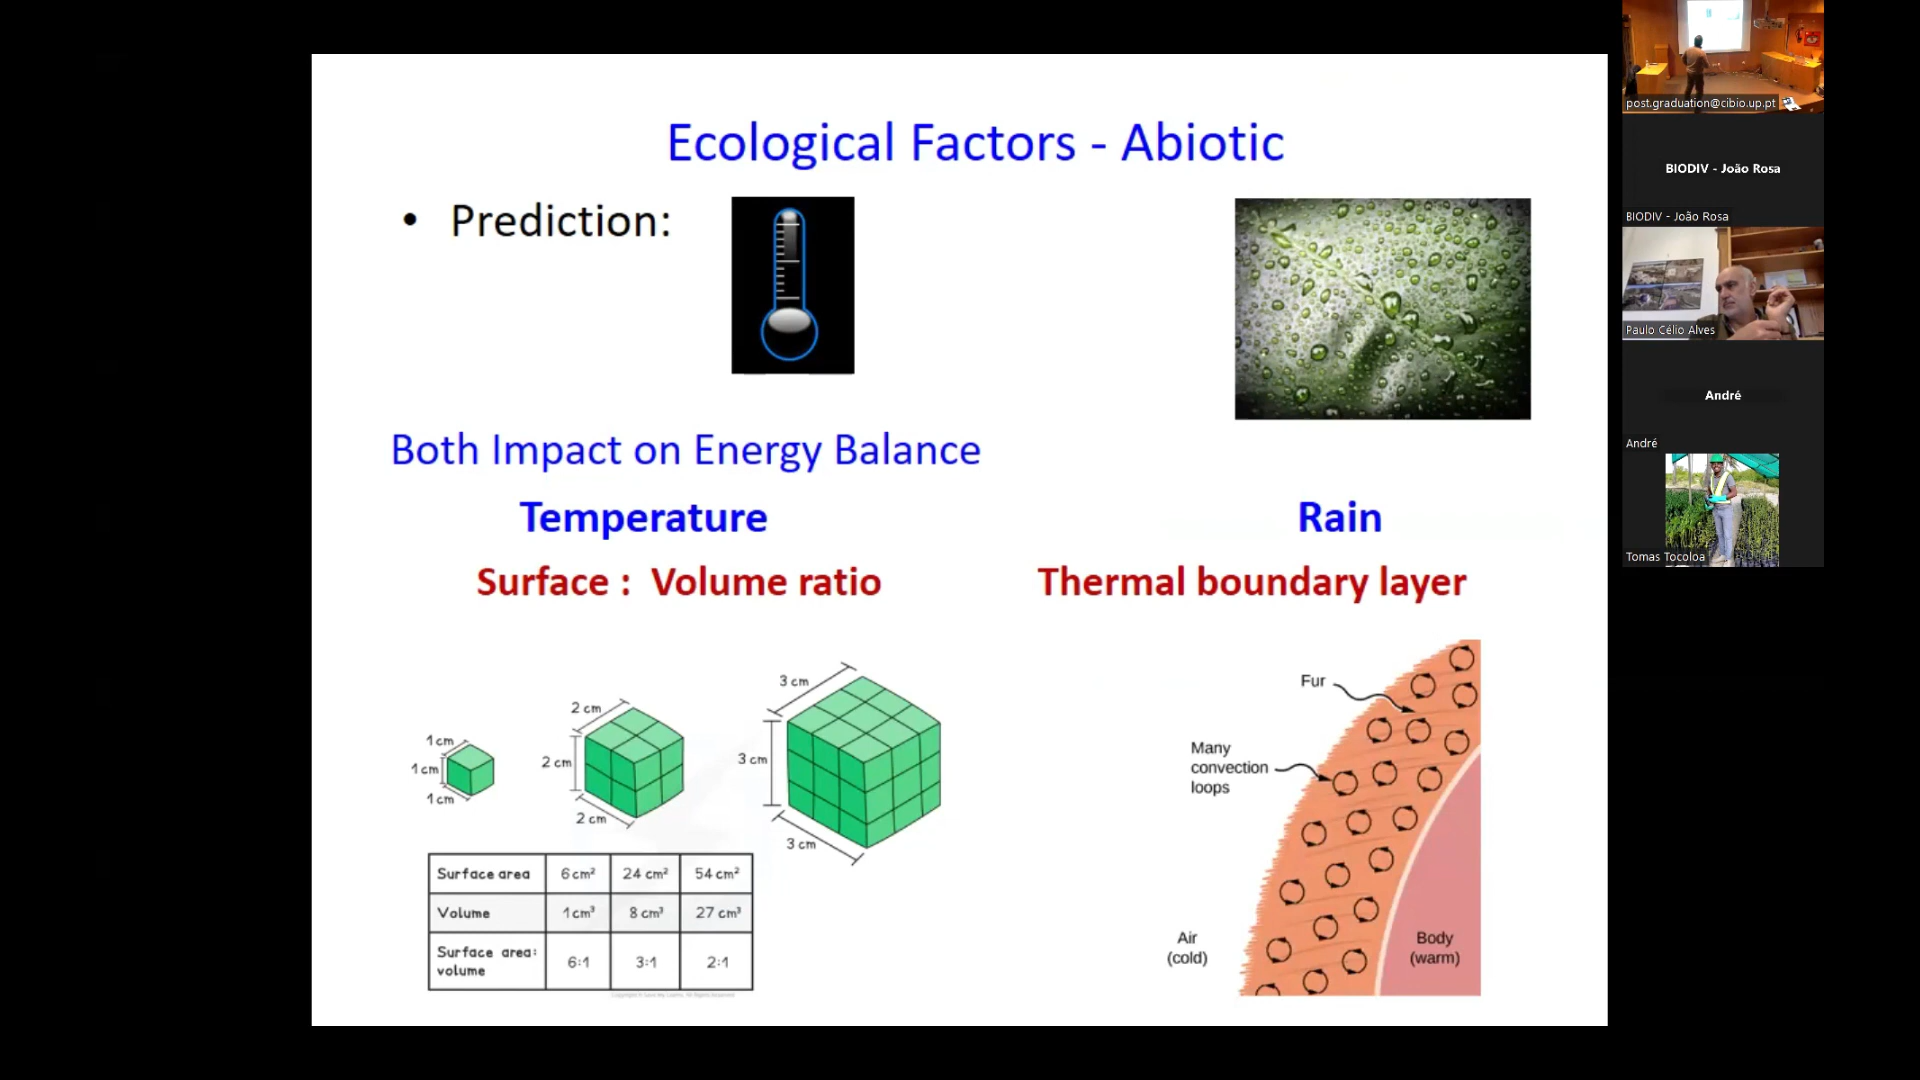 Ecological Factors - Abiotic
• Prediction:
Both Impact on Energy Balance
Temperature
Rain
Surface : Volume ratio
Thermal boundary layer
1 cm
1 cm
1 cm
2 cm
2 cm
2 cm
3 cm
3 cm
3 cm
Surface area 6 cm² 24 cm² 54 cm²
Volume 1 cm³ 8 cm³ 27 cm³
Surface area: volume 6:1 3:1 2:1
Fur
Many
convection
loops
Air
(cold)
Body
(warm)
post.graduation@cibio.up.pt
BIODIV - João Rosa
BIODIV - João Rosa
Paulo Célio Alves
André
André
Tomas Tocoloa